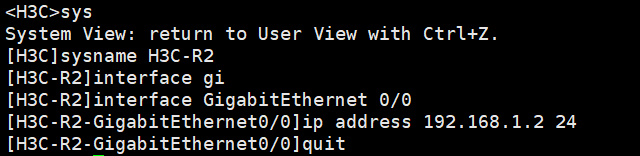 <H3C>sys
System View: return to User View with Ctrl+Z.
[H3C]sysname H3C-R2
[H3C-R2]interface gi
[H3C-R2]interface GigabitEthernet 0/0
[H3C-R2-GigabitEthernet0/0]ip address 192.168.1.2 24
[H3C-R2-GigabitEthernet0/0]quit